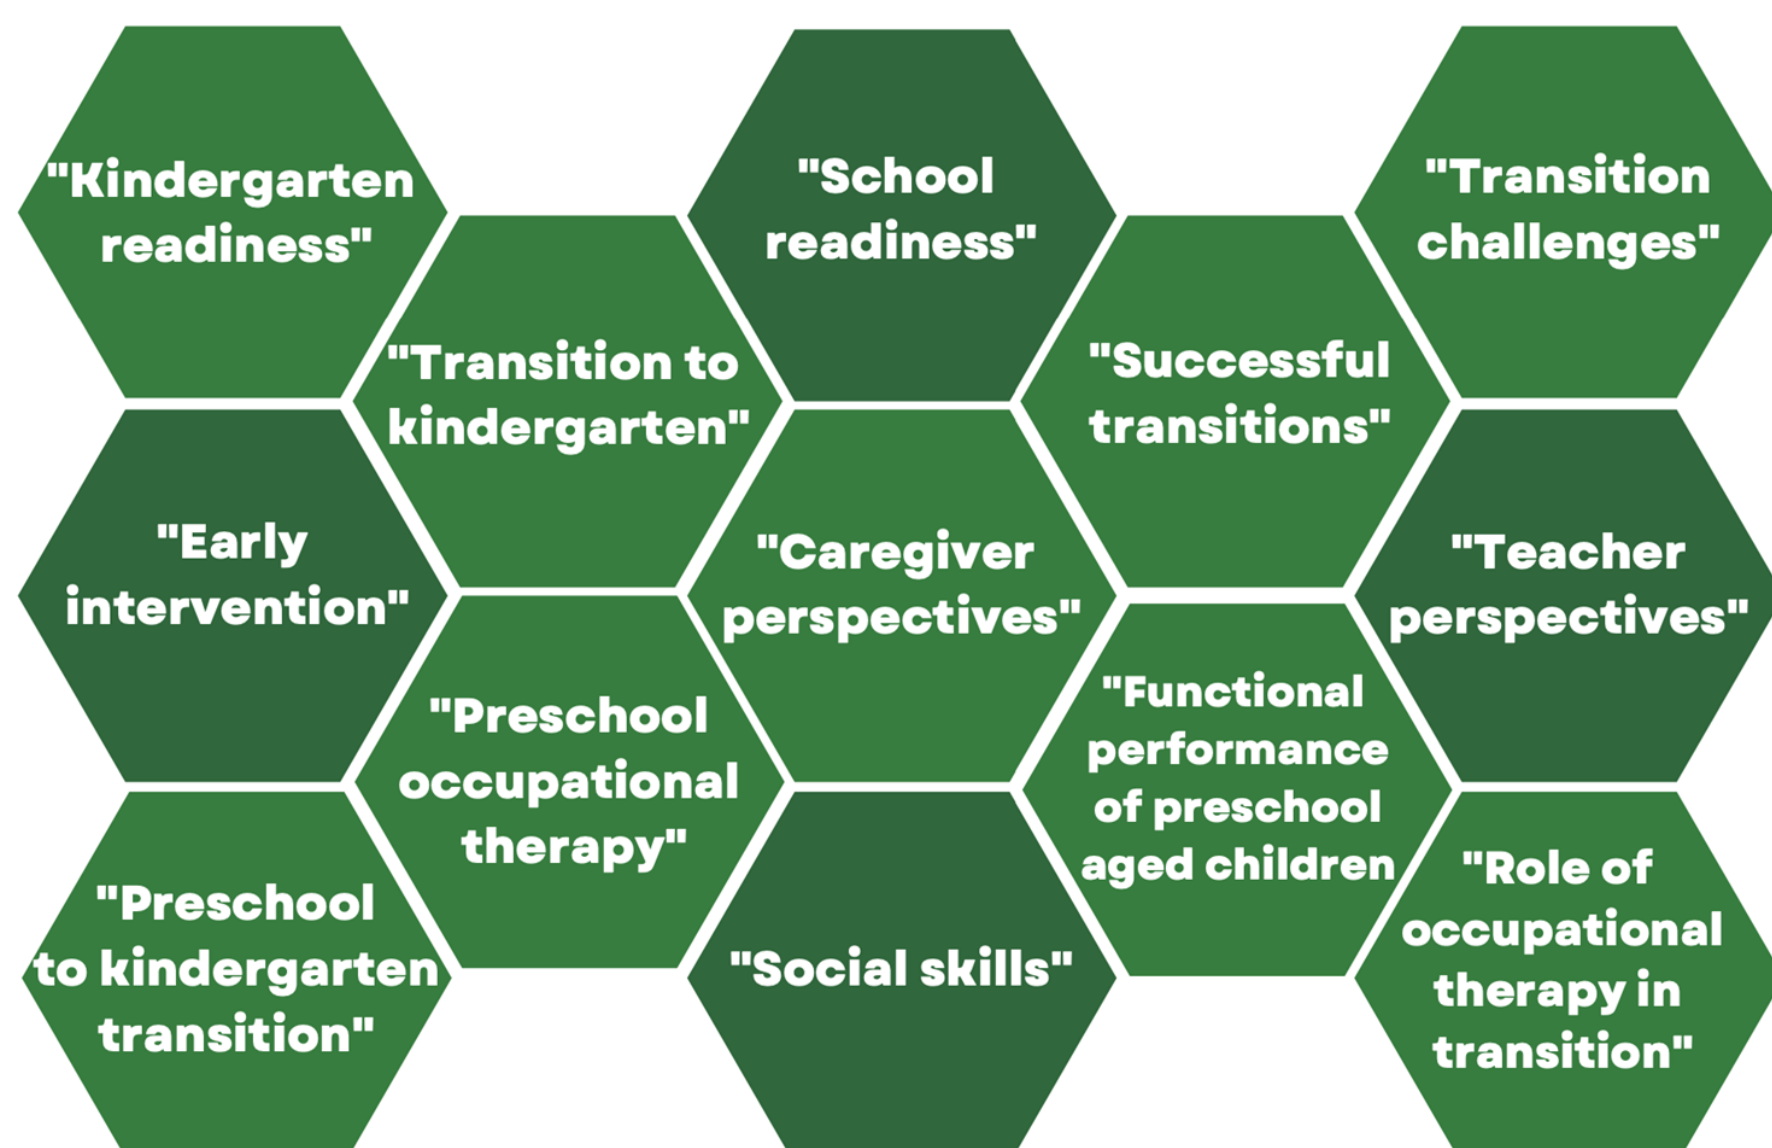 "Kindergarten
readiness"
"School
readiness"
"Transition
challenges"
"Transition to
kindergarten"
"Successful
transitions"
"Early
intervention"
"Caregiver
perspectives"
"Teacher
perspectives"
"Preschool
occupational
therapy"
"Functional
performance
of preschool
aged children
"Preschool
to kindergarten
transition"
"Social skills"
"Role of
occupational
therapy in
transition"